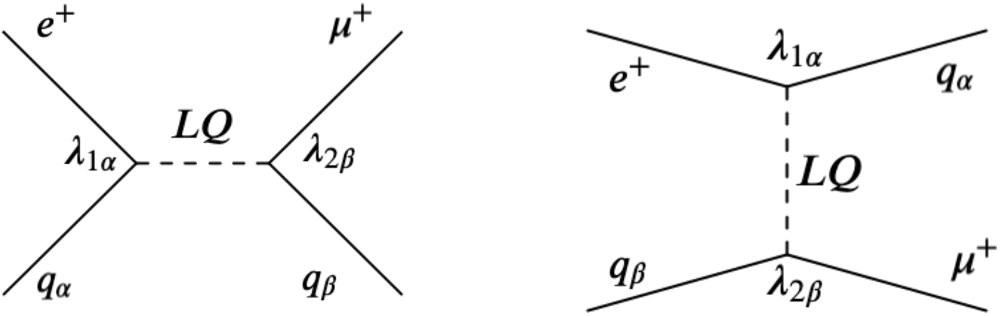 e⁺ μ⁺
LQ
λ₁α λ₂β
qα qβ
λ₁α
e⁺ qα
LQ
qβ μ⁺
λ₂β